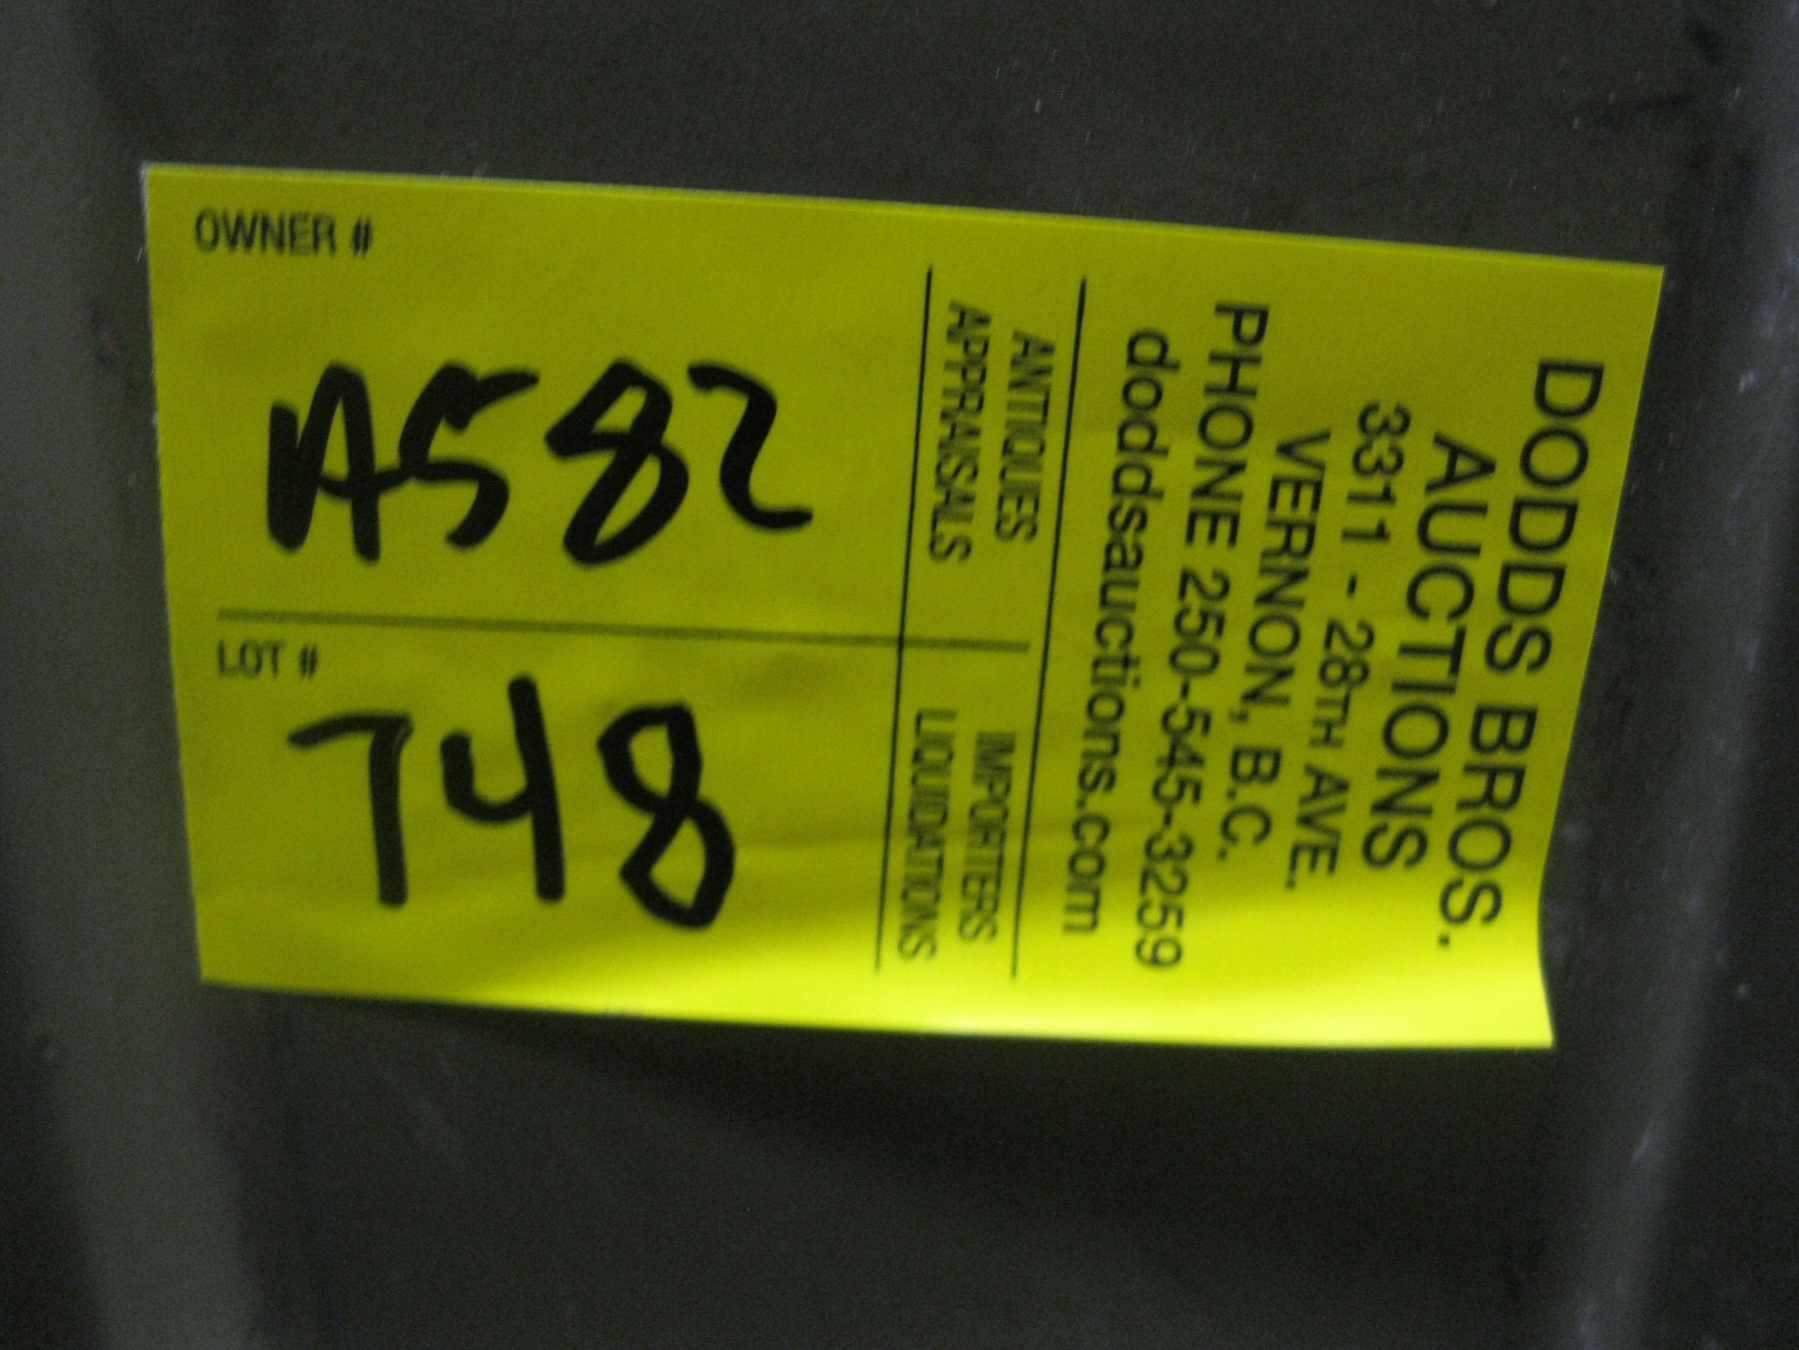 OWNER #
A582
LOT #
748
DODDS BROS.
AUCTIONS
3311 - 28TH AVE.
VERNON, B.C.
PHONE 250-545-3259
doddsauctions.com
ANTIQUES IMPORTERS
APPRAISALS LIQUIDATIONS